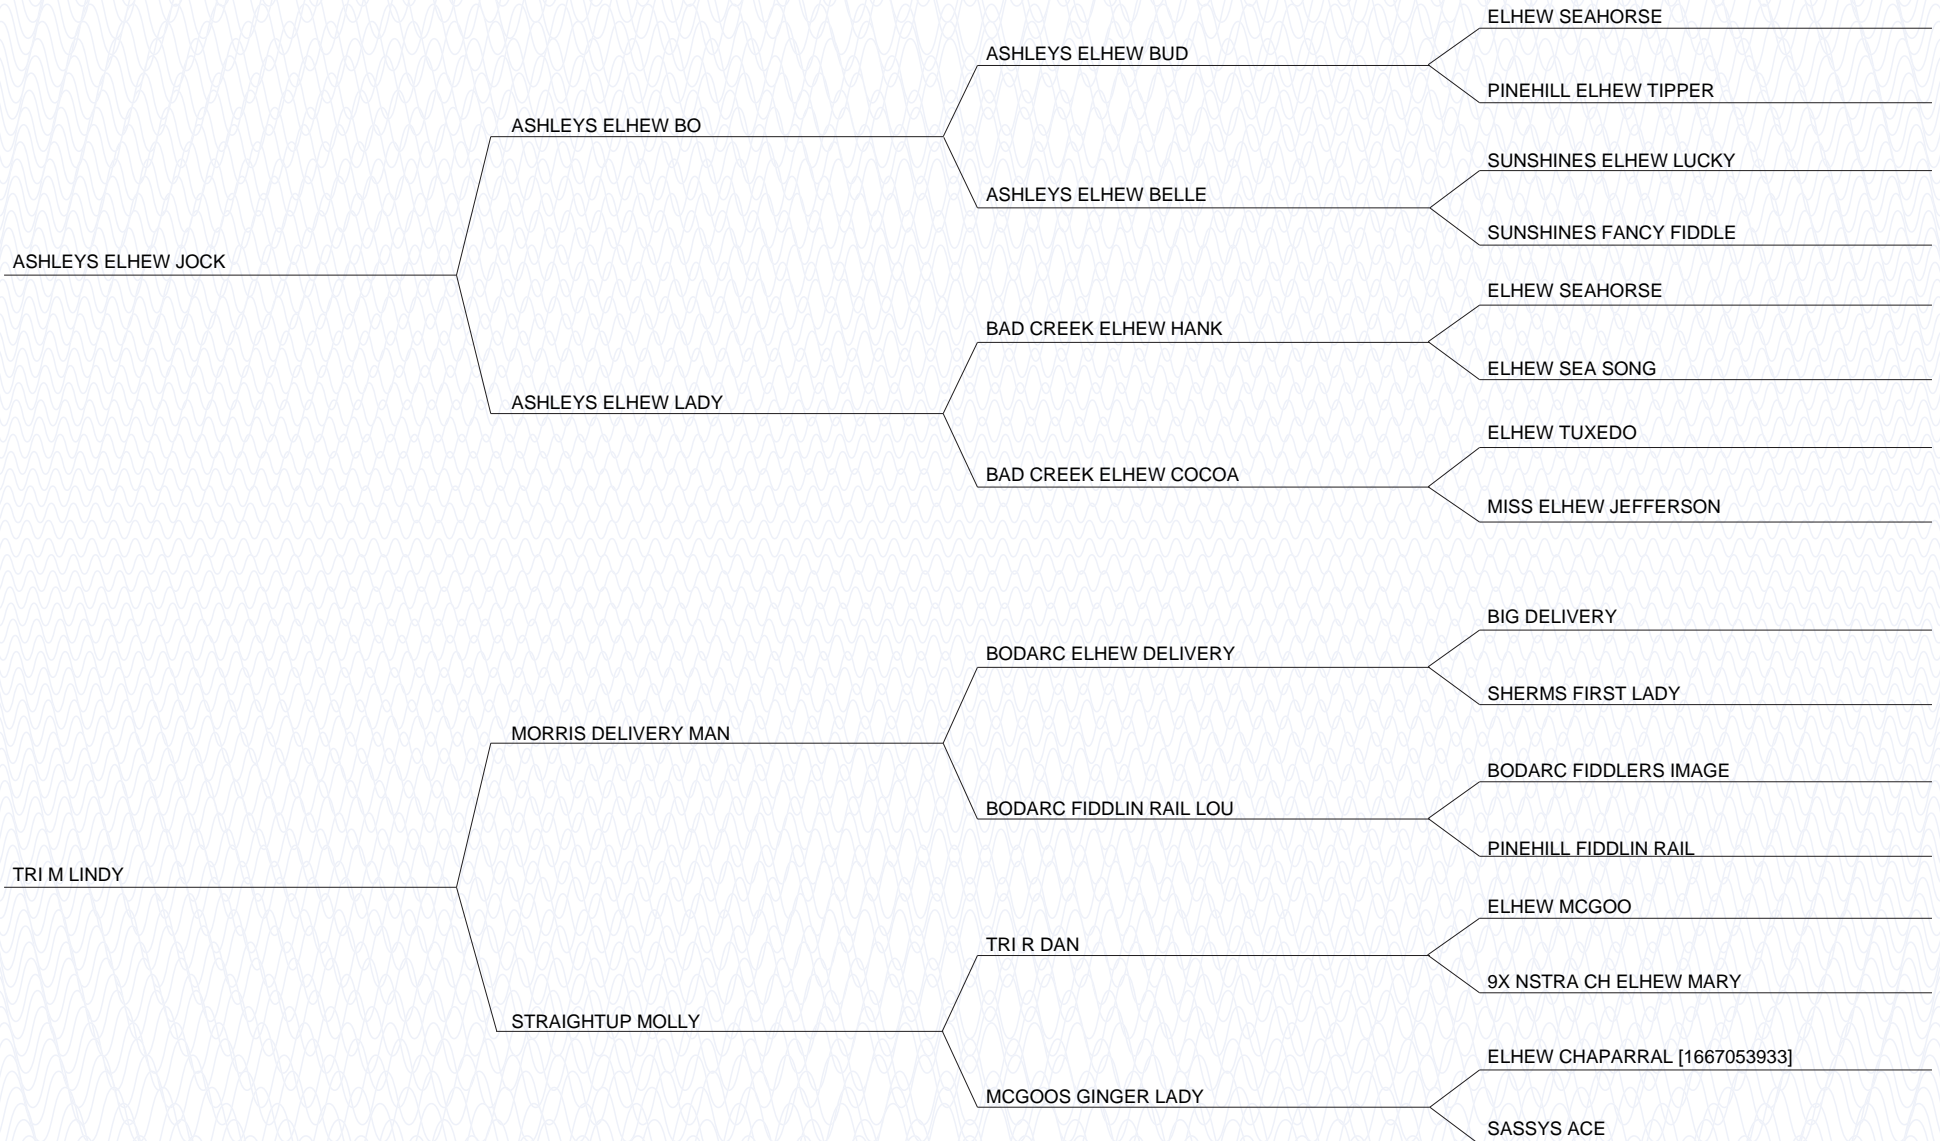 ELHEW SEAHORSE
ASHLEYS ELHEW BUD
PINEHILL ELHEW TIPPER
ASHLEYS ELHEW BO
SUNSHINES ELHEW LUCKY
ASHLEYS ELHEW BELLE
SUNSHINES FANCY FIDDLE
ASHLEYS ELHEW JOCK
ELHEW SEAHORSE
BAD CREEK ELHEW HANK
ELHEW SEA SONG
ASHLEYS ELHEW LADY
ELHEW TUXEDO
BAD CREEK ELHEW COCOA
MISS ELHEW JEFFERSON
BIG DELIVERY
BODARC ELHEW DELIVERY
SHERMS FIRST LADY
MORRIS DELIVERY MAN
BODARC FIDDLERS IMAGE
BODARC FIDDLIN RAIL LOU
PINEHILL FIDDLIN RAIL
TRI M LINDY
ELHEW MCGOO
TRI R DAN
9X NSTRA CH ELHEW MARY
STRAIGHTUP MOLLY
ELHEW CHAPARRAL [1667053933]
MCGOOS GINGER LADY
SASSYS ACE